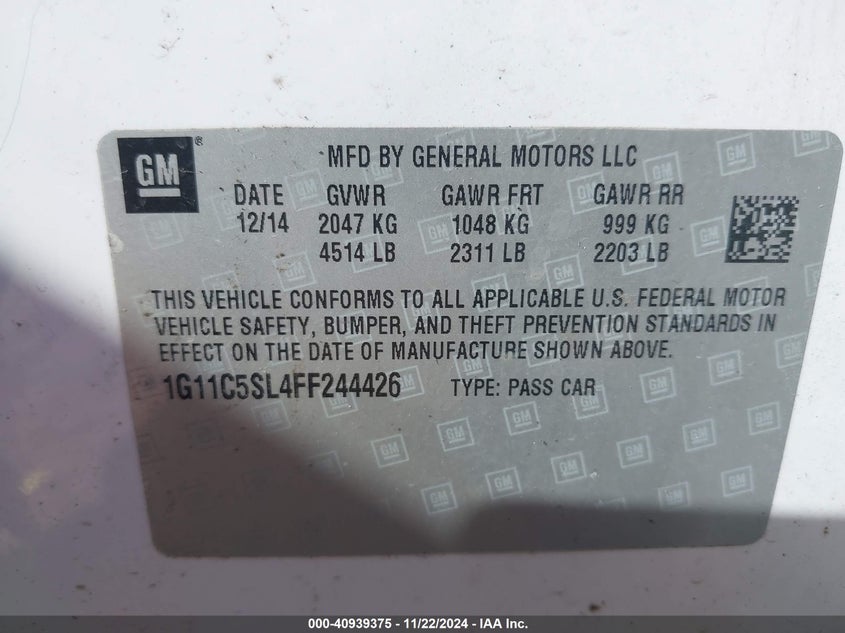 GM ® MFD BY GENERAL MOTORS LLC
DATE GVWR GAWR FRT GAWR RR
12/14 2047 KG 1048 KG 999 KG
4514 LB 2311 LB 2203 LB
THIS VEHICLE CONFORMS TO ALL APPLICABLE U.S. FEDERAL MOTOR
VEHICLE SAFETY, BUMPER, AND THEFT PREVENTION STANDARDS IN
EFFECT ON THE DATE OF MANUFACTURE SHOWN ABOVE.
1G11C5SL4FF244426 TYPE: PASS CAR
000-40939375 - 11/22/2024 - IAA Inc.